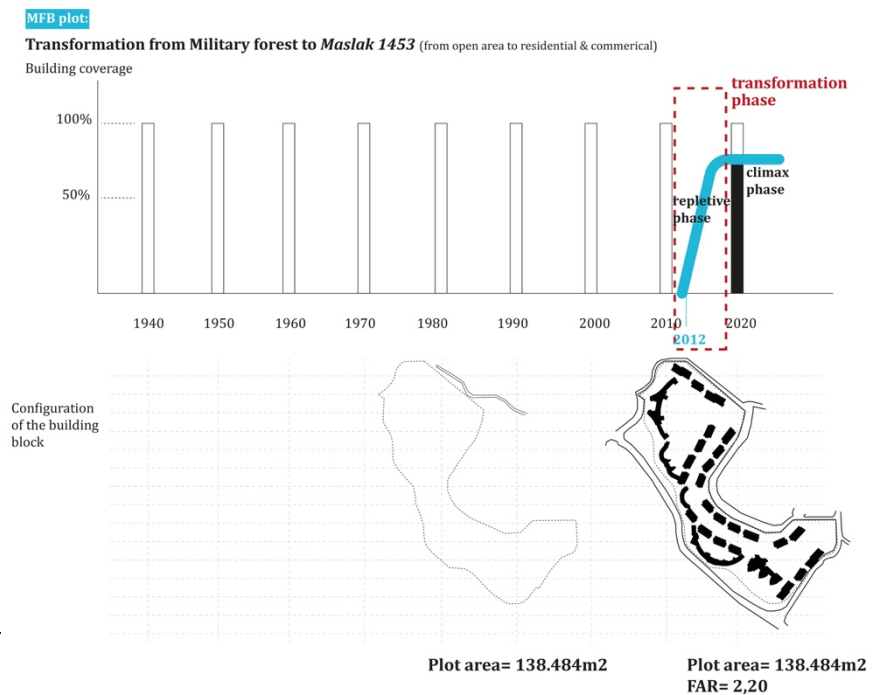 MFB plot:
Transformation from Military forest to Maslak 1453 (from open area to residential & commerical)
Building coverage
transformation
phase
100%
climax
phase
50%
repletive
phase
1940 1950 1960 1970 1980 1990 2000 2010 2020
2012
Configuration
of the building
block
Plot area= 138.484m2
Plot area= 138.484m2
FAR= 2,20